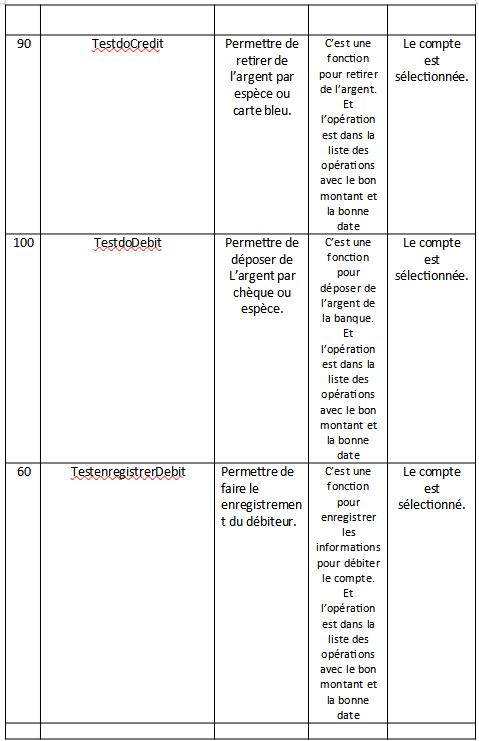 90
TestdoCredit
Permettre de
retirer de
l’argent par
espèce ou
carte bleu.
C’est une
fonction
pour retirer
de l’argent.
Et
l’opération
est dans la
liste des
opérations
avec le bon
montant et
la bonne
date
Le compte
est
sélectionnée.
100
TestdoDebit
Permettre de
déposer de
L’argent par
chèque ou
espèce.
C’est une
fonction
pour
déposer de
l’argent de
la banque.
Et
l’opération
est dans la
liste des
opérations
avec le bon
montant et
la bonne
date
Le compte
est
sélectionnée.
60
TestenregistrerDebit
Permettre de
faire le
enregistremen
t du débiteur.
C’est une
fonction
pour
enregistrer
les
informations
pour débiter
le compte.
Et
l’opération
est dans la
liste des
opérations
avec le bon
montant et
la bonne
date
Le compte
est
sélectionné.